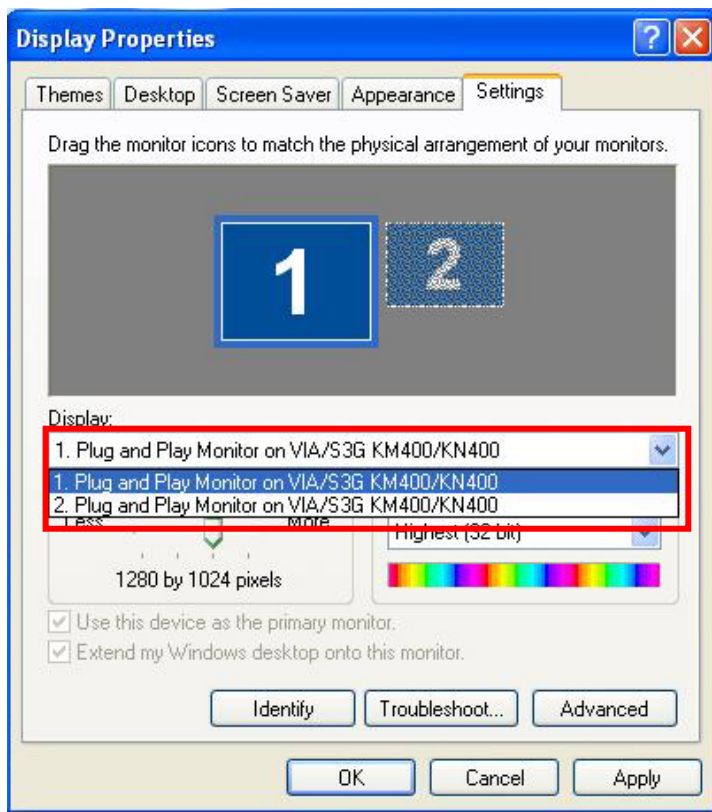 Display Properties
Themes Desktop Screen Saver Appearance Settings
Drag the monitor icons to match the physical arrangement of your monitors.
1 2
Display:
1. Plug and Play Monitor on VIA/S3G KM400/KN400
1. Plug and Play Monitor on VIA/S3G KM400/KN400
2. Plug and Play Monitor on VIA/S3G KM400/KN400
Less More Highest (32 bit)
1280 by 1024 pixels
Use this device as the primary monitor.
Extend my Windows desktop onto this monitor.
Identify Troubleshoot... Advanced
OK Cancel Apply